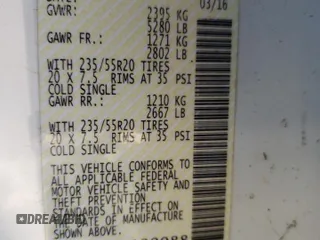 03/16
GVWR: 2395 KG
5280 LB
GAWR FR.: 1271 KG
2802 LB
WITH 235/55R20 TIRES
20 X 7.5 RIMS AT 35 PSI
COLD SINGLE
GAWR RR.: 1210 KG
2667 LB
WITH 235/55R20 TIRES
20 X 7.5 RIMS AT 35 PSI
COLD SINGLE
THIS VEHICLE CONFORMS TO
ALL APPLICABLE FEDERAL
MOTOR VEHICLE SAFETY AND
THEFT PREVENTION
STANDARDS IN EFFECT ON
THE DATE OF MANUFACTURE
SHOWN ABOVE.